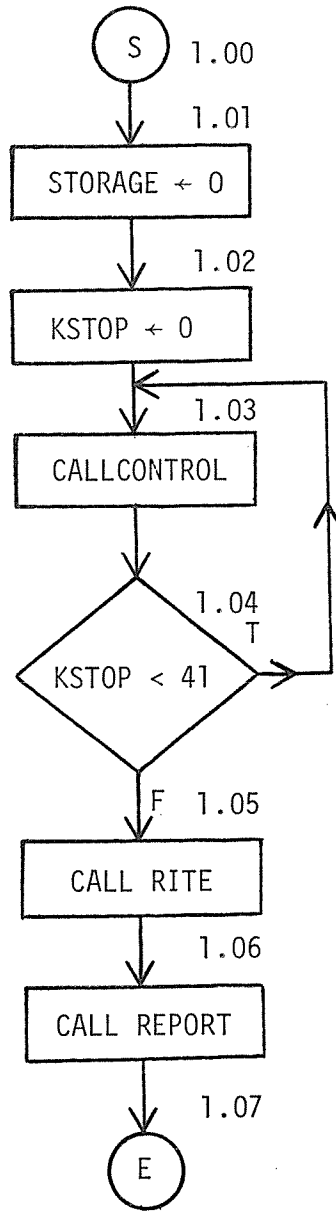 S 1.00
1.01
STORAGE ← 0
1.02
KSTOP ← 0
1.03
CALLCONTROL
1.04
T
KSTOP < 41
F 1.05
CALL RITE
1.06
CALL REPORT
1.07
E